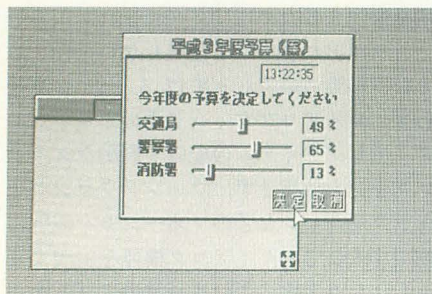 平成3年度予算(案)
13:22:35
今年度の予算を決定してください
交通局 49 %
警察署 65 %
消防署 13 %
決定 取消